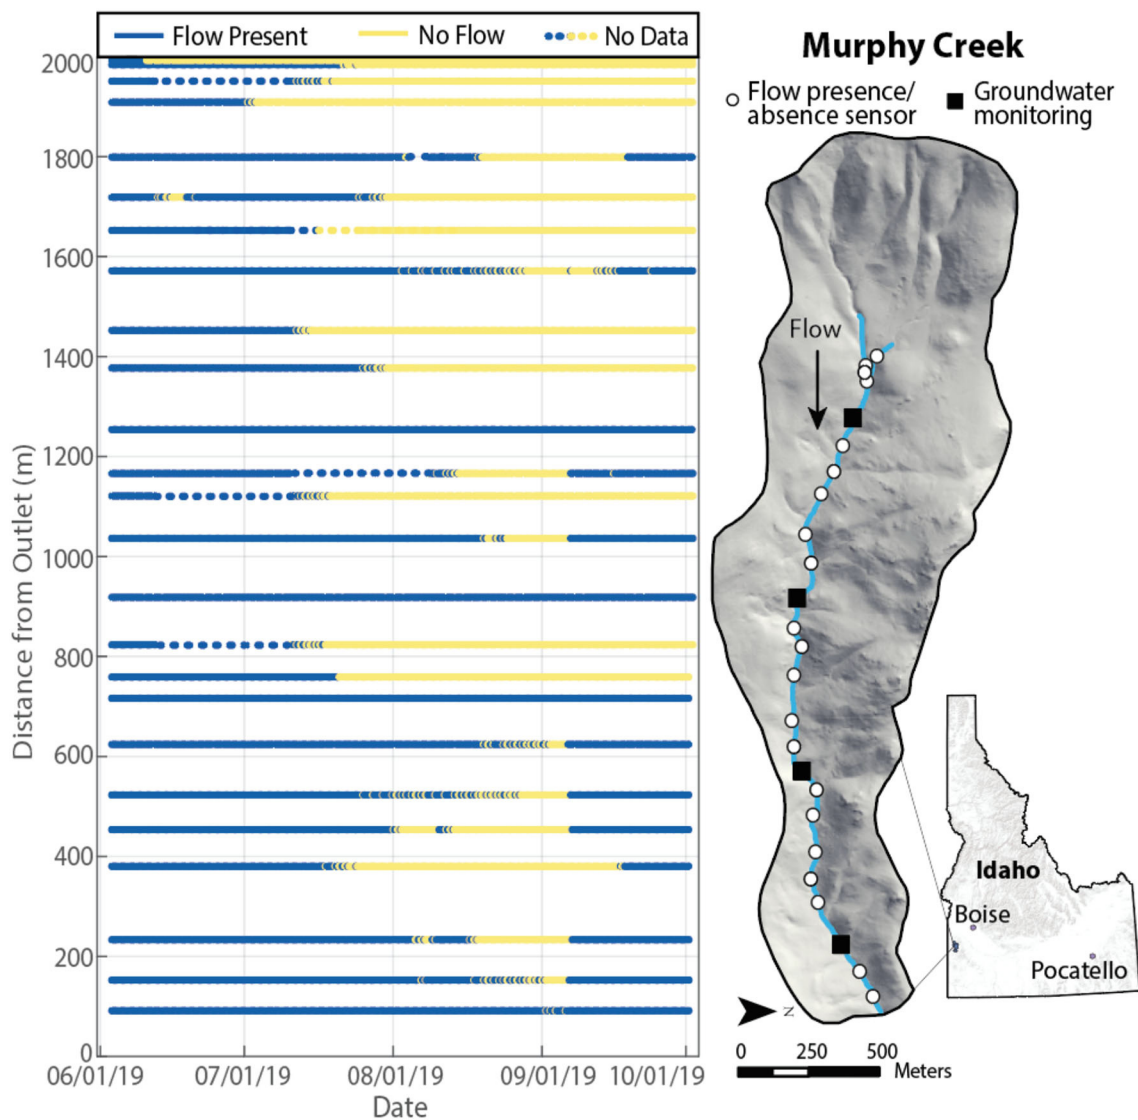 Flow Present
No Flow
No Data
2000
1800
1600
1400
1200
1000
800
600
400
200
0
Distance from Outlet (m)
06/01/19
07/01/19
08/01/19
09/01/19
10/01/19
Date
Murphy Creek
Flow presence/
absence sensor
Groundwater
monitoring
Flow
Idaho
Boise
Pocatello
N
0
250
500
Meters